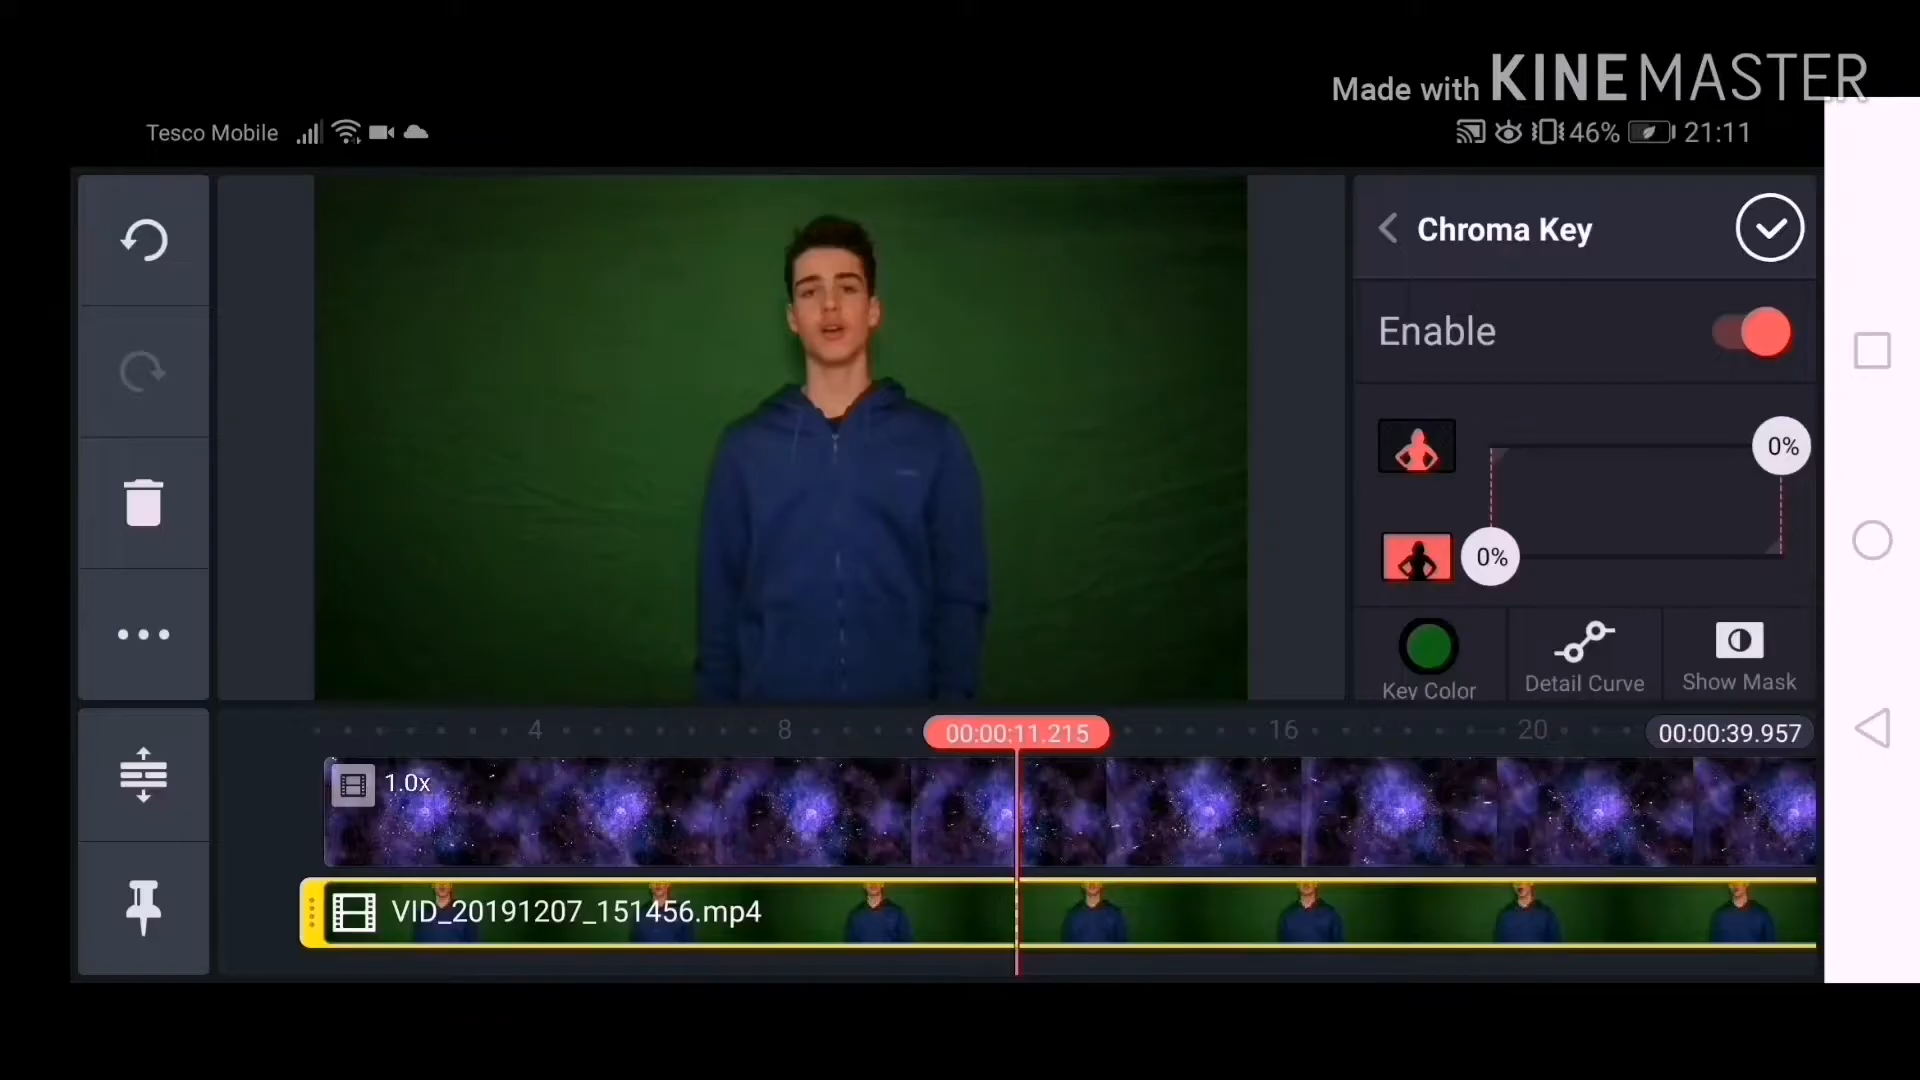 Made with KINEMASTER
Tesco Mobile
46% 21:11
Chroma Key
Enable
0%
0%
Key Color
Detail Curve
Show Mask
4 8 00:00:11.215 16 20 00:00:39.957
1.0x
VID_20191207_151456.mp4